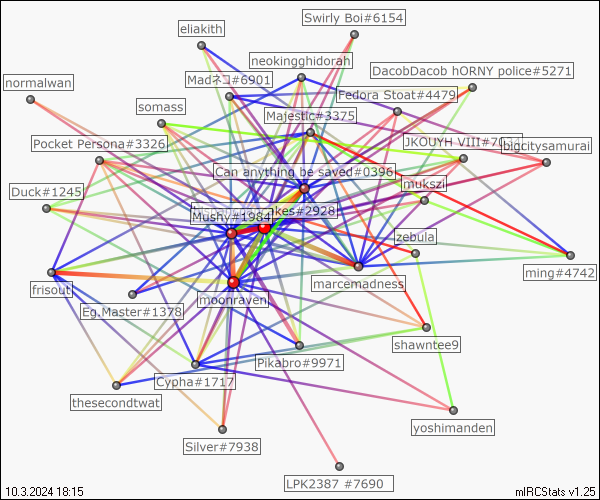 Swirly Boi#6154
eliakith
neokingghidorah
DacobDacob hORNY police#5271
Madネコ#6901
normalwan
Fedora Stoat#4479
somass
Majestic#3375
Pocket Persona#3326
JKOUYH VIII#7034
bigcitysamurai
Can anything be saved#0396
Duck#1245
mukszi
Mushy#1984
kes#2928
zebula
ming#4742
frisout
moonraven
marcemadness
Eg.Master#1378
shawntee9
Pikabro#9971
Cypha#1717
thesecondtwat
yoshimanden
Silver#7938
LPK2387 #7690
10.3.2024 18:15
mIRCStats v1.25